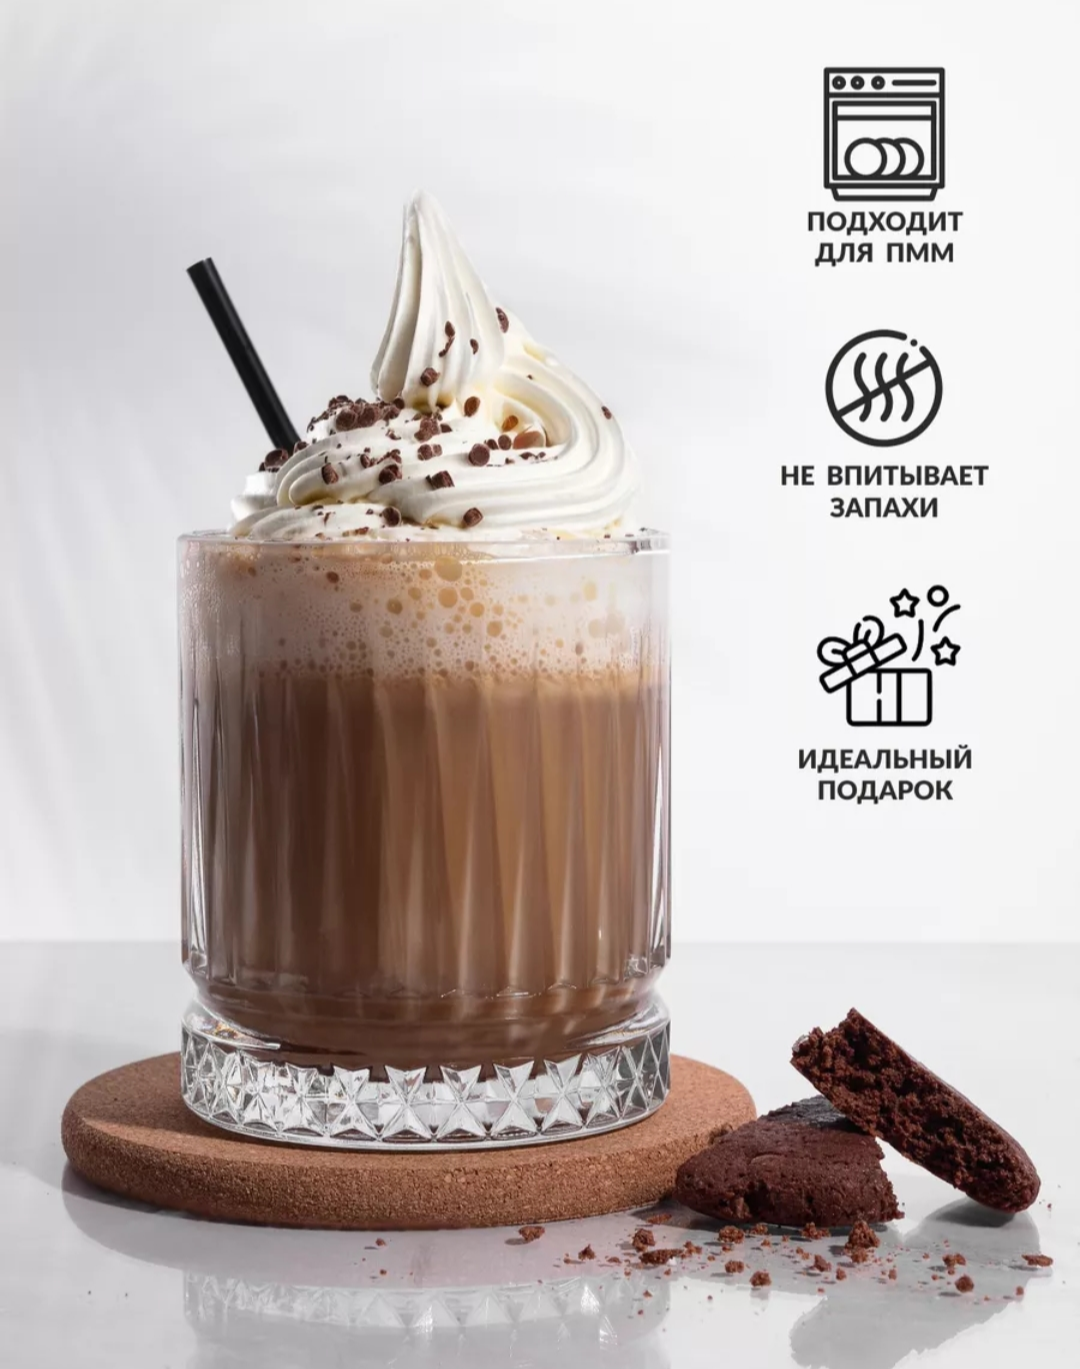 ПОДХОДИТ
ДЛЯ ПММ
НЕ ВПИТЫВАЕТ
ЗАПАХИ
ИДЕАЛЬНЫЙ
ПОДАРОК